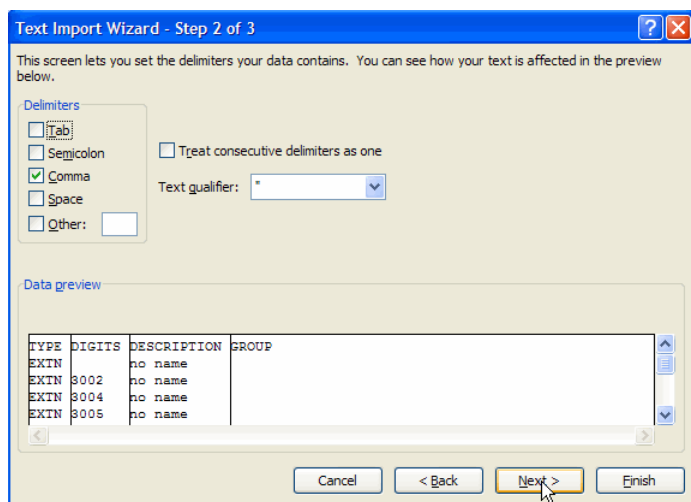 Text Import Wizard - Step 2 of 3
This screen lets you set the delimiters your data contains. You can see how your text is affected in the preview
below.
Delimiters
Tab
Semicolon
Comma
Space
Other:
Treat consecutive delimiters as one
Text qualifier: "
Data preview
TYPE DIGITS DESCRIPTION GROUP
EXTN no name
EXTN 3002 no name
EXTN 3004 no name
EXTN 3005 no name
Cancel < Back Next > Finish